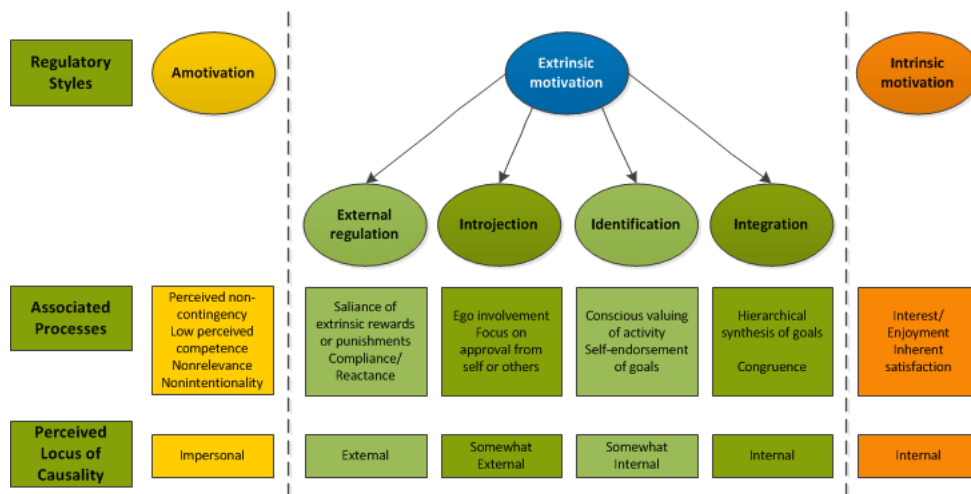 Regulatory
Styles
Amotivation
Extrinsic
motivation
Intrinsic
motivation
External
regulation
Introjection
Identification
Integration
Associated
Processes
Perceived non-
contingency
Low perceived
competence
Nonrelevance
Nonintentionality
Saliance of
extrinsic rewards
or punishments
Compliance/
Reactance
Ego involvement
Focus on
approval from
self or others
Conscious valuing
of activity
Self-endorsement
of goals
Hierarchical
synthesis of goals
Congruence
Interest/
Enjoyment
Inherent
satisfaction
Perceived
Locus of
Causality
Impersonal
External
Somewhat
External
Somewhat
Internal
Internal
Internal